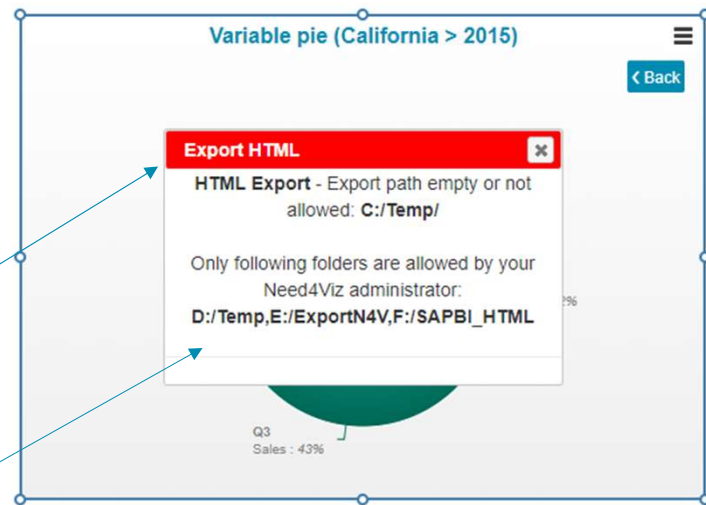 Variable pie (California > 2015)
< Back
Export HTML
HTML Export - Export path empty or not
allowed: C:/Temp/
Only following folders are allowed by your
Need4Viz administrator:
D:/Temp,E:/ExportN4V,F:/SAPBI_HTML
Q3
Sales : 43%